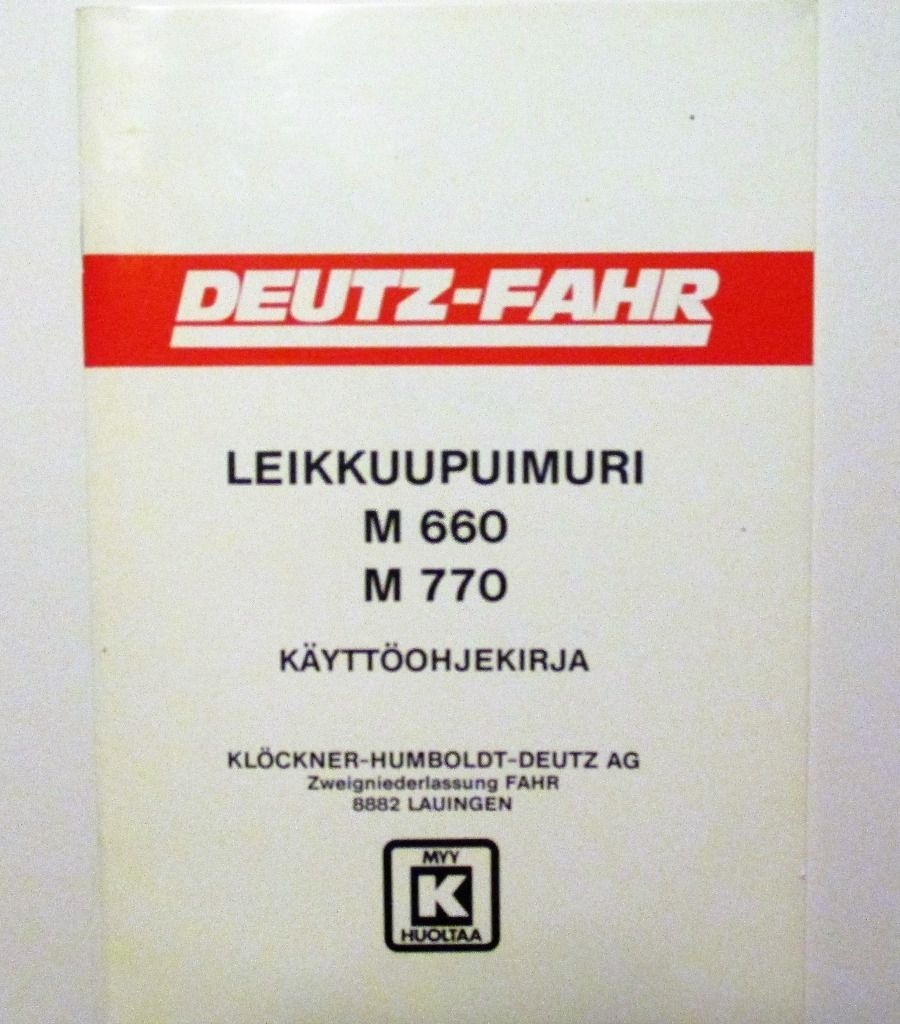 DEUTZ-FAHR
LEIKKUUPUIMURI
M 660
M 770
KÄYTTÖOHJEKIRJA
KLÖCKNER-HUMBOLDT-DEUTZ AG
Zweigniederlassung FAHR
8882 LAUINGEN
MYY
K
HUOLTAA